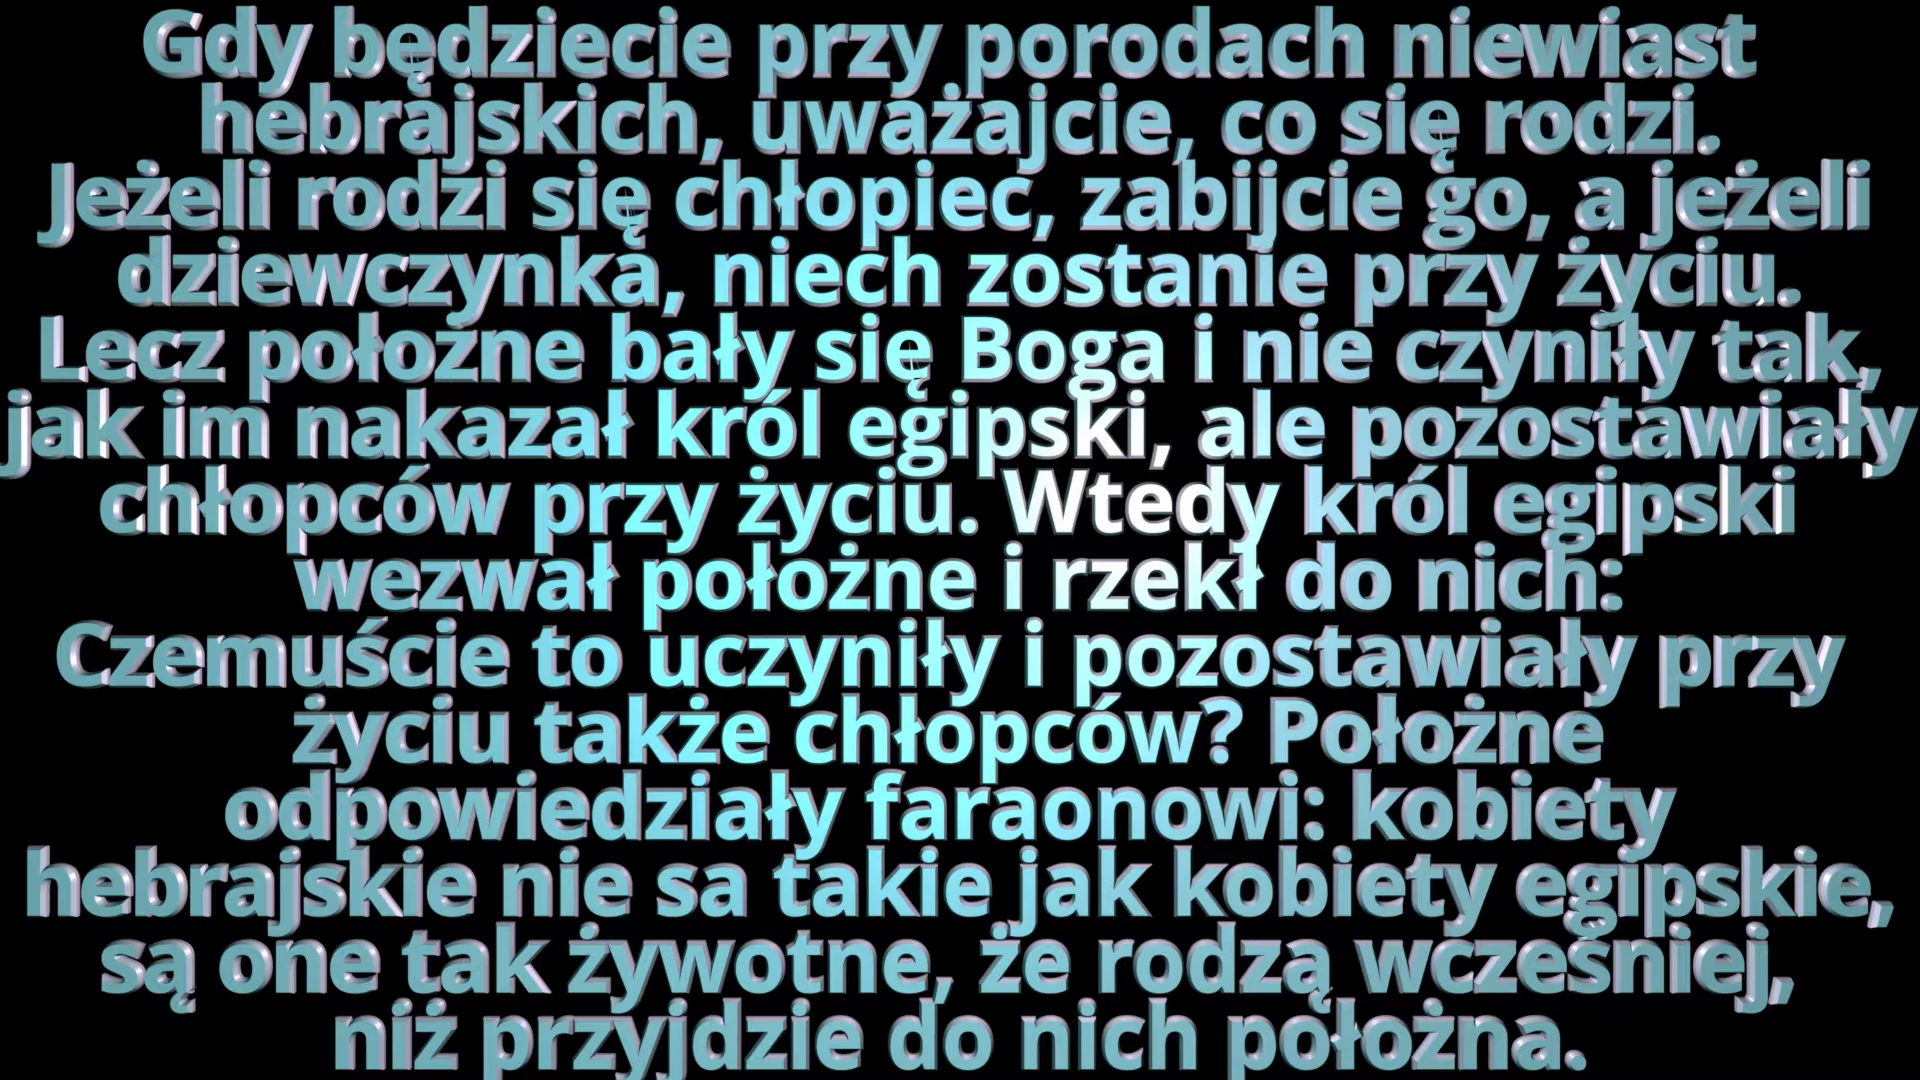 Gdy będziecie przy porodach niewiast
hebrajskich, uważajcie, co się rodzi.
Jeżeli rodzi się chłopiec, zabijcie go, a jeżeli
dziewczynka, niech zostanie przy życiu.
Lecz położne bały się Boga i nie czyniły tak,
jak im nakazał król egipski, ale pozostawiały
chłopców przy życiu. Wtedy król egipski
wezwał położne i rzekł do nich:
Czemuście to uczyniły i pozostawiały przy
życiu także chłopców? Położne
odpowiedziały faraonowi: kobiety
hebrajskie nie sa takie jak kobiety egipskie,
są one tak żywotne, że rodzą wcześniej,
niż przyjdzie do nich położna.